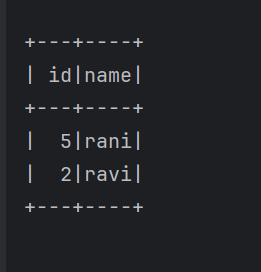 +---+----+
| id|name|
+---+----+
|  5|rani|
|  2|ravi|
+---+----+